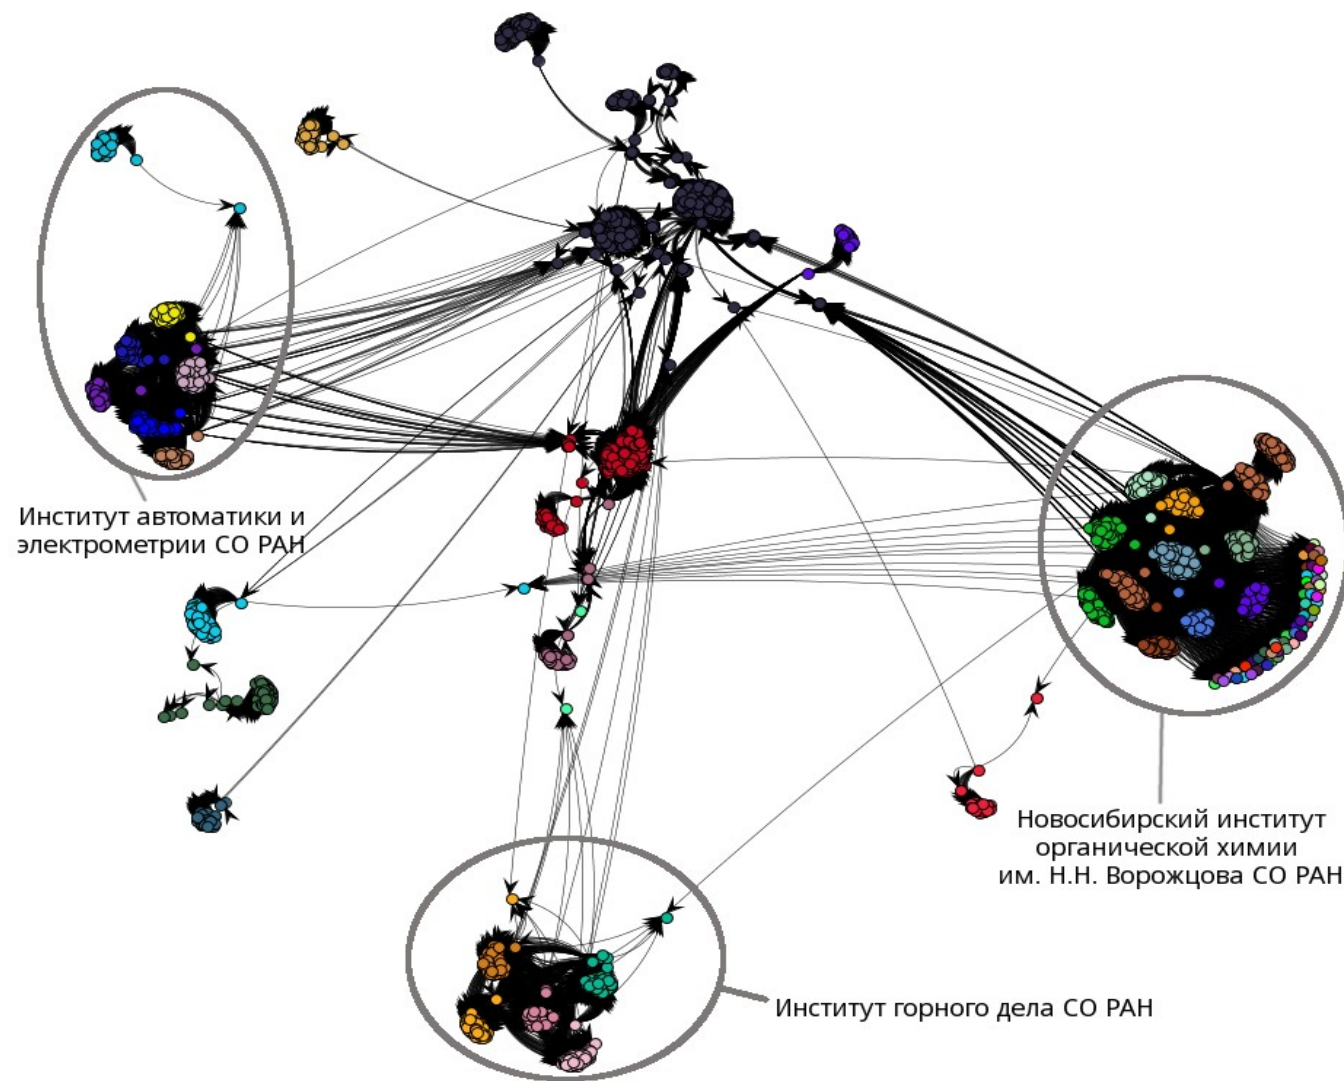 Институт автоматики и
электрометрии СО РАН
Новосибирский институт
органической химии
им. Н.Н. Ворожцова СО РАН
Институт горного дела СО РАН